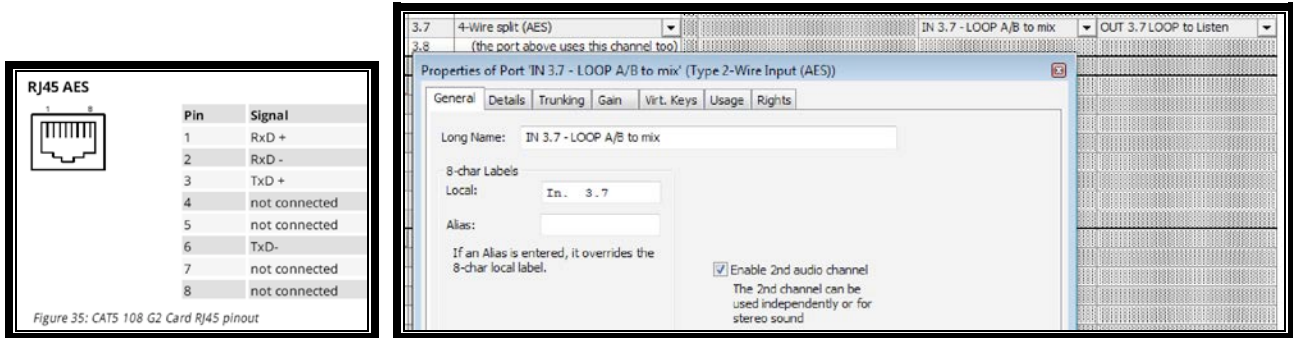 RJ45 AES
1 8
Pin Signal
1 RxD +
2 RxD -
3 TxD +
4 not connected
5 not connected
6 TxD-
7 not connected
8 not connected
Figure 35: CAT5 108 G2 Card RJ45 pinout
3.7 4-Wire split (AES) IN 3.7 - LOOP A/B to mix OUT 3.7 LOOP to Listen
3.8 (the port above uses this channel too)
Properties of Port 'IN 3.7 - LOOP A/B to mix' (Type 2-Wire Input (AES))
General Details Trunking Gain Virt. Keys Usage Rights
Long Name: IN 3.7 - LOOP A/B to mix
8-char Labels
Local: In. 3.7
Alias:
If an Alias is entered, it overrides the
8-char local label.
Enable 2nd audio channel
The 2nd channel can be
used independently or for
stereo sound